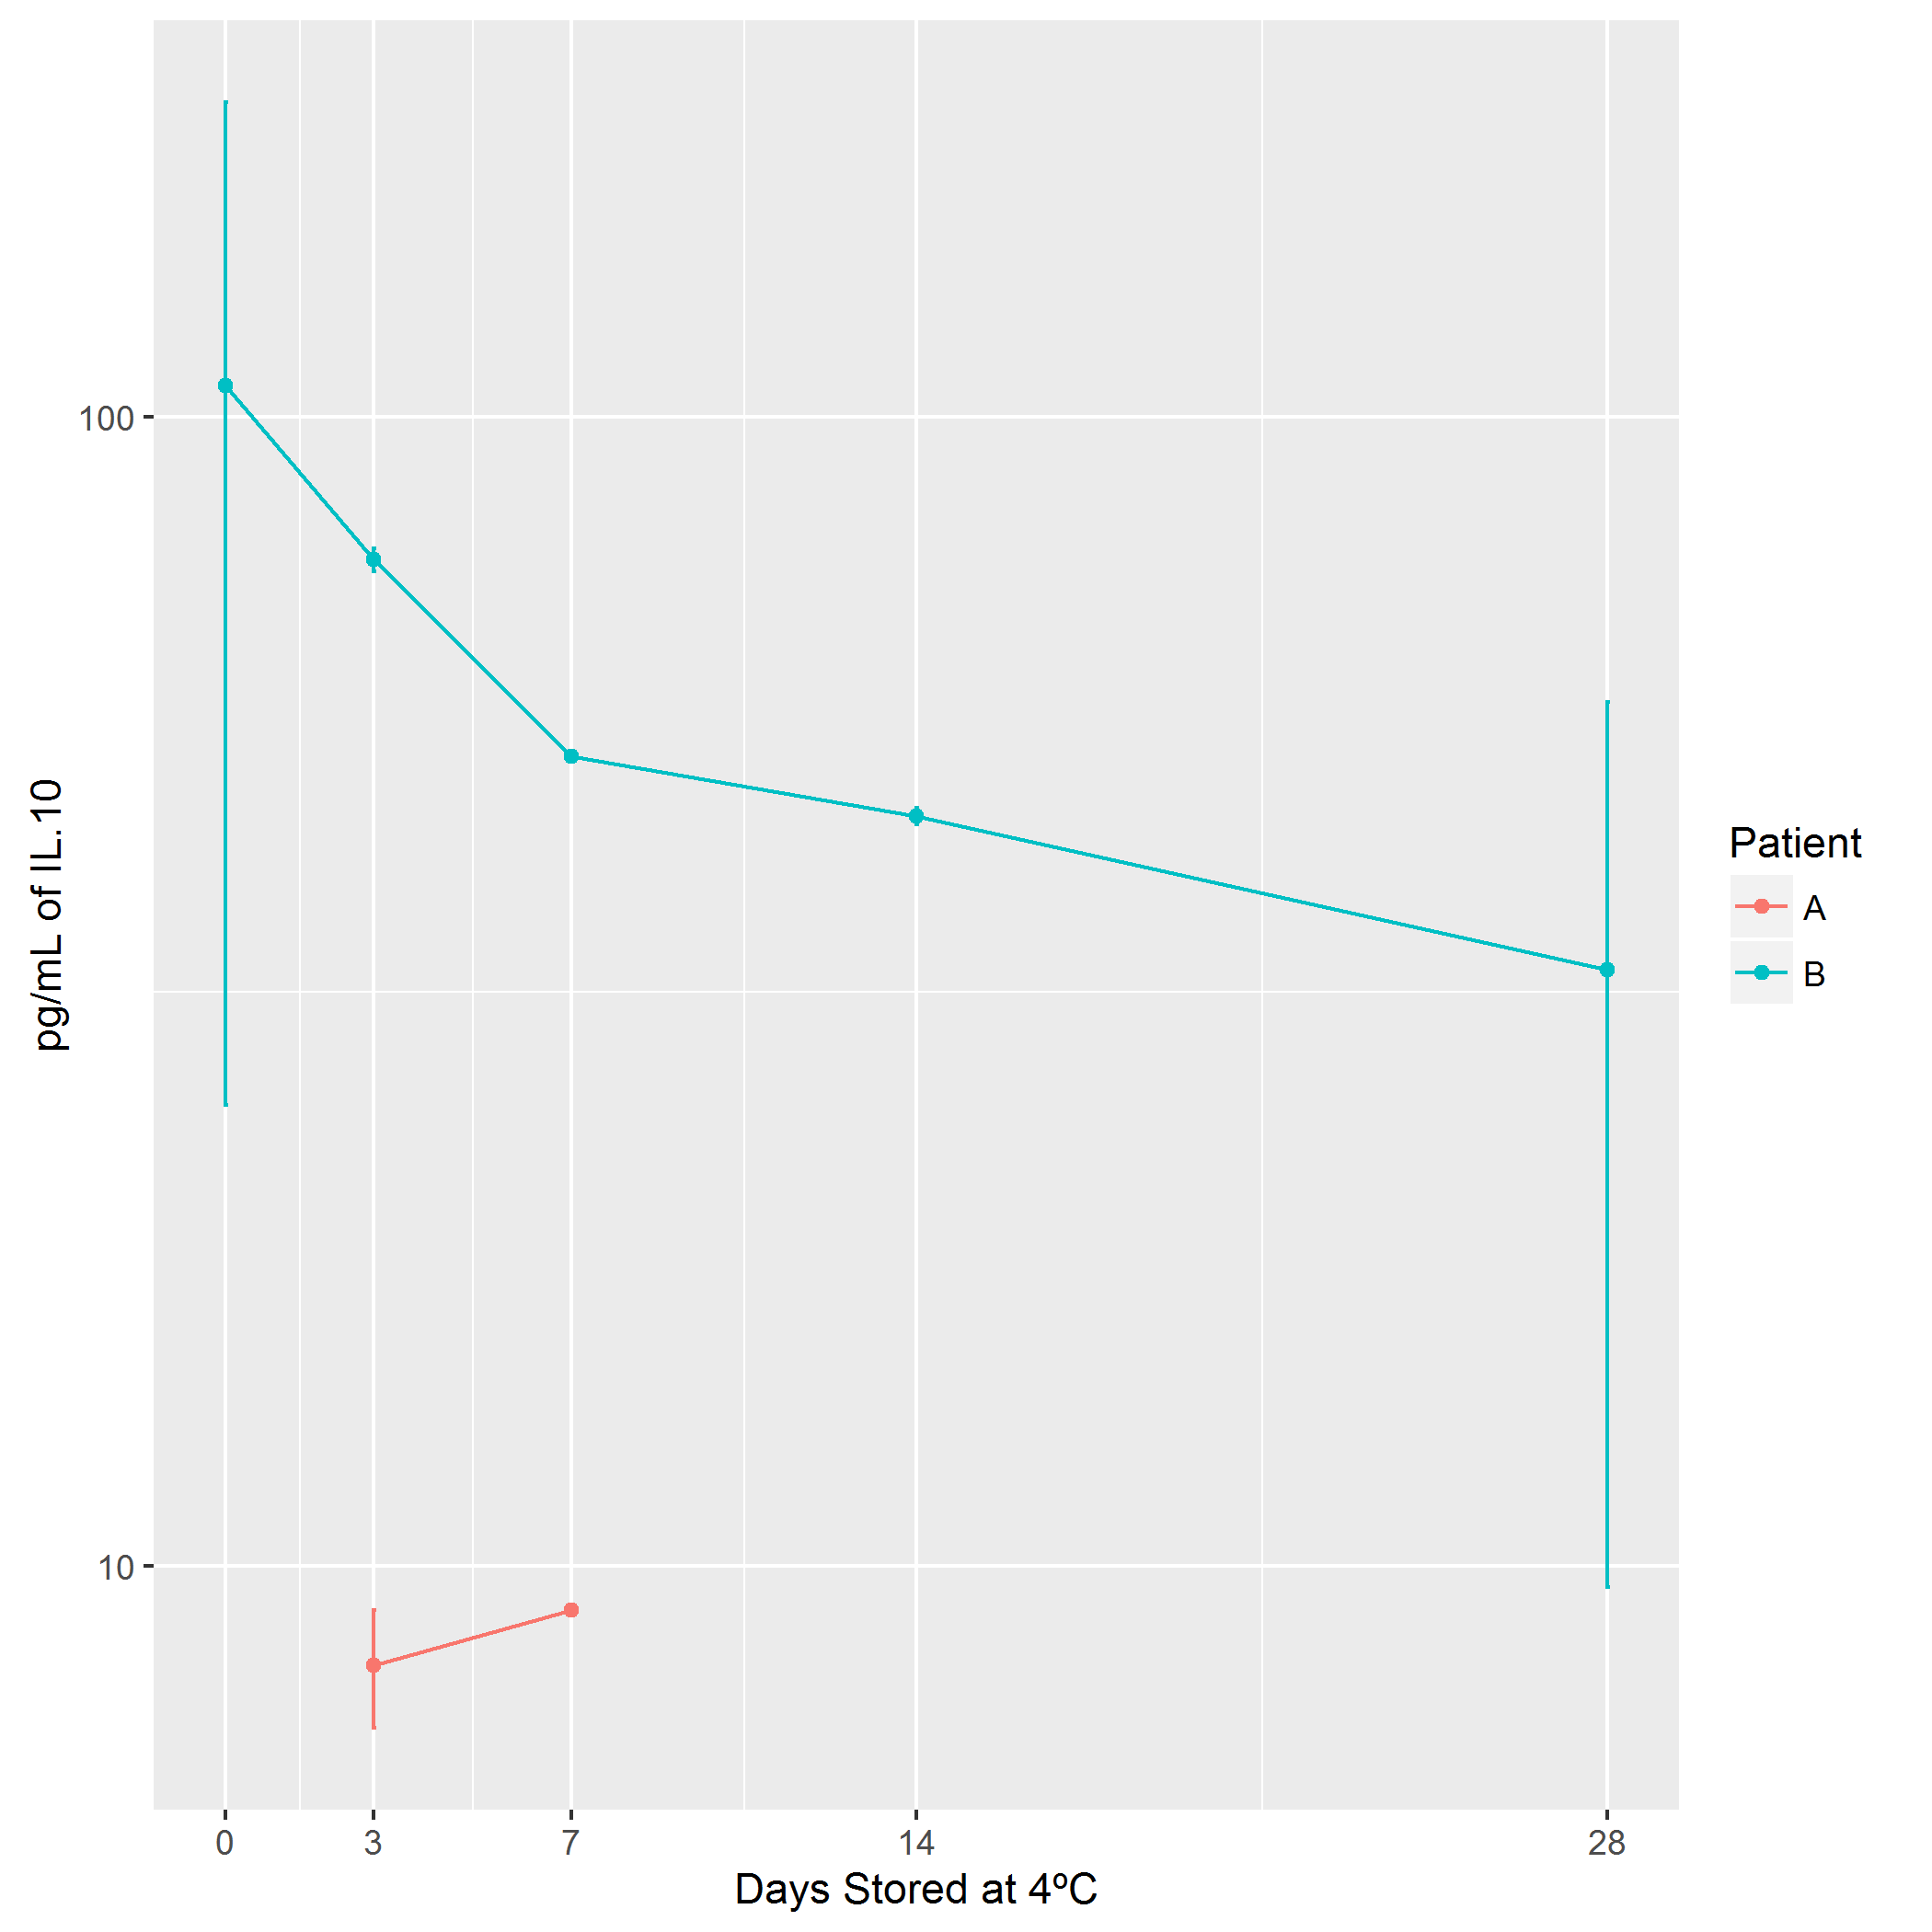 pg/mL of IL.10
100
10
0 3 7 14 28
Days Stored at 4ºC
Patient
A
B